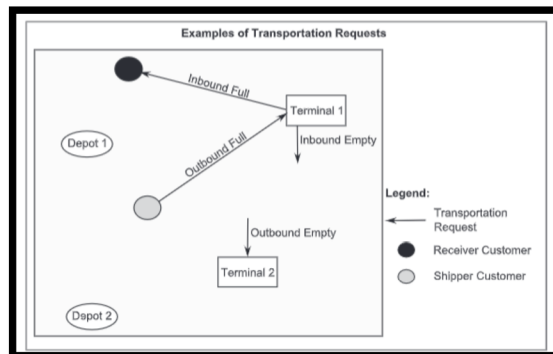 Examples of Transportation Requests
Inbound Full
Terminal 1
Depot 1
Inbound Empty
Outbound Full
Outbound Empty
Terminal 2
Depot 2
Legend:
Transportation
Request
Receiver Customer
Shipper Customer